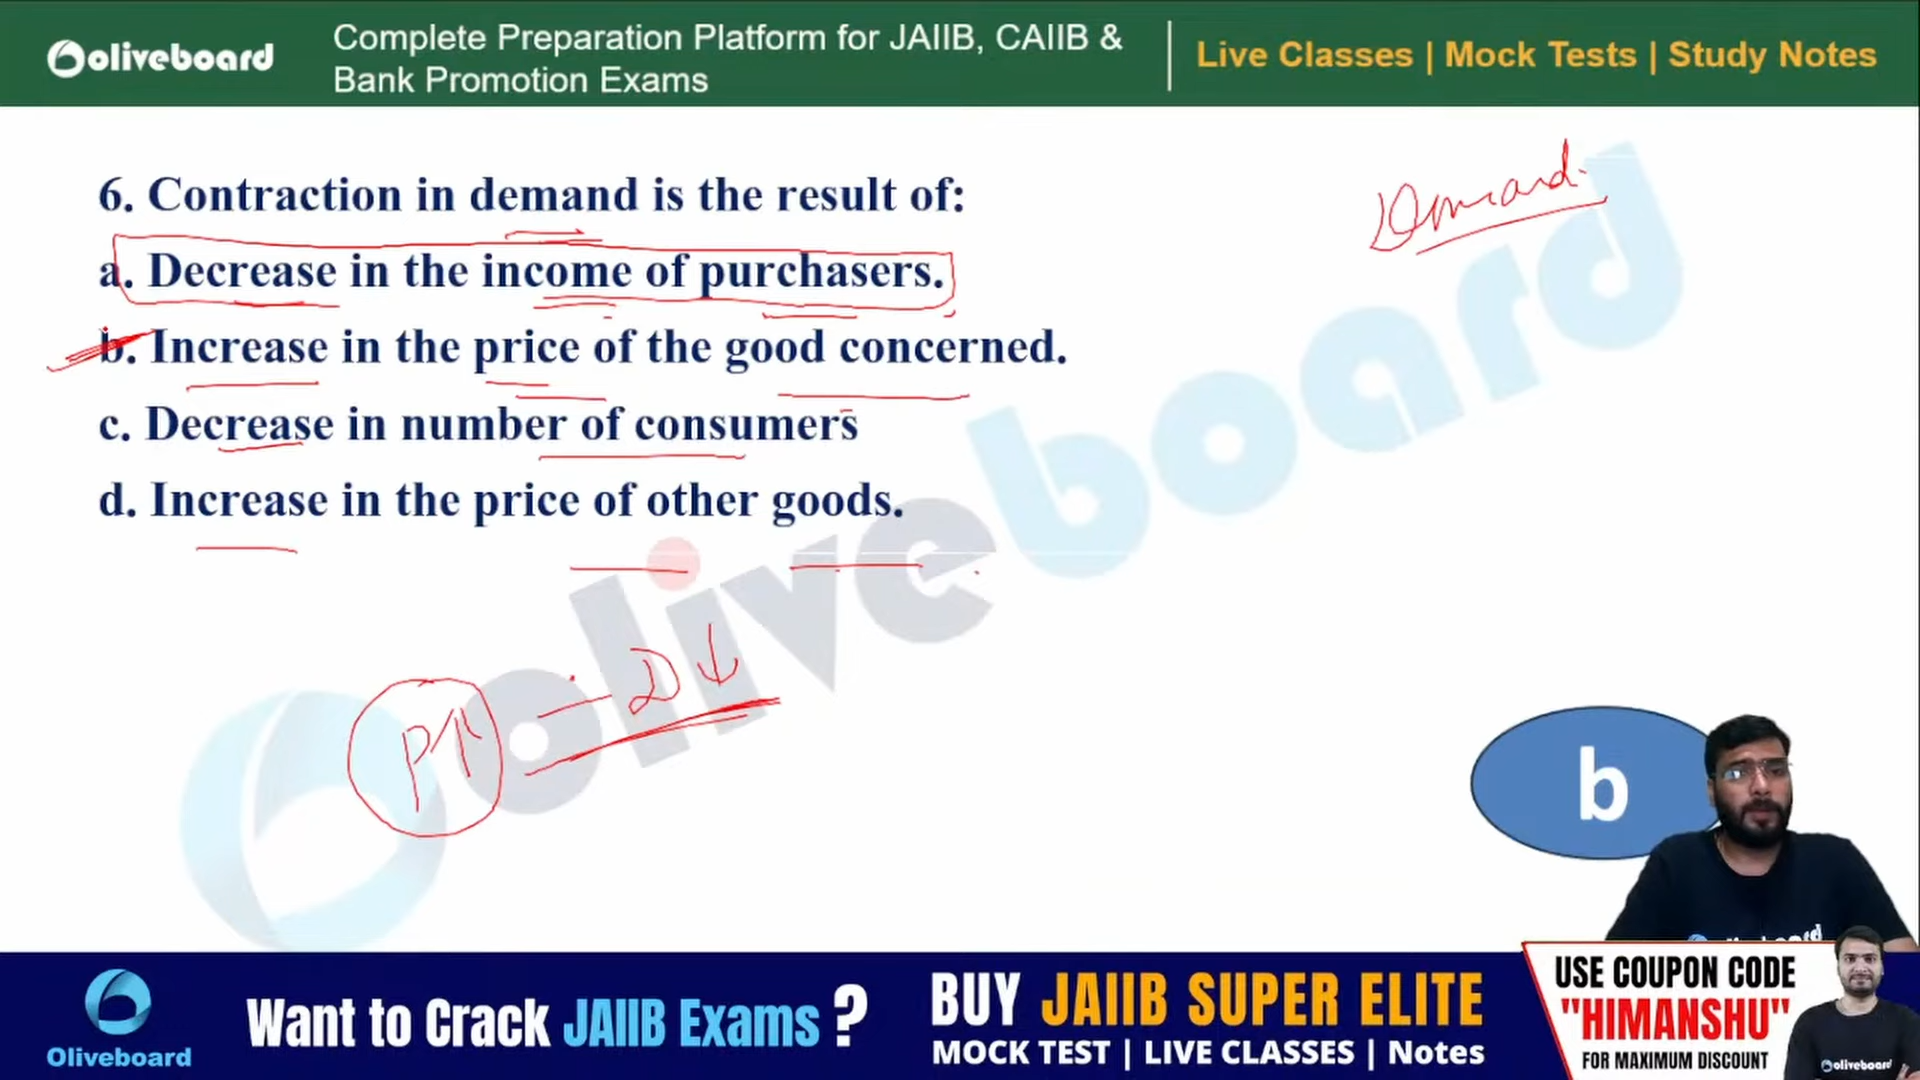 oliveboard
Complete Preparation Platform for JAIIB, CAIIB &
Bank Promotion Exams
Live Classes | Mock Tests | Study Notes
Demand.
6. Contraction in demand is the result of:
a. Decrease in the income of purchasers.
b. Increase in the price of the good concerned.
c. Decrease in number of consumers
d. Increase in the price of other goods.
oliveboard
P↑ = D↓
b
Oliveboard
Want to Crack JAIIB Exams ?
BUY JAIIB SUPER ELITE
MOCK TEST | LIVE CLASSES | Notes
USE COUPON CODE
"HIMANSHU"
FOR MAXIMUM DISCOUNT
oliveboard